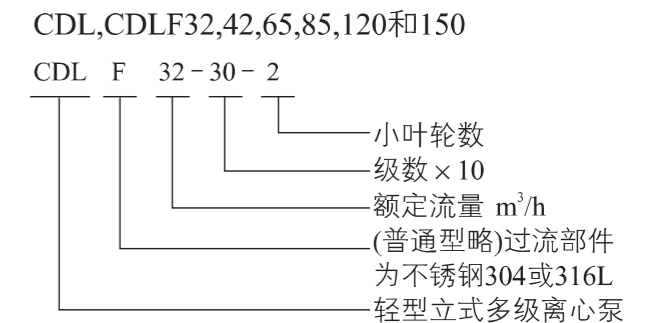 CDL,CDLF32,42,65,85,120和150
CDL F 32-30-2
小叶轮数
级数×10
额定流量 m³/h
(普通型略)过流部件
为不锈钢304或316L
轻型立式多级离心泵